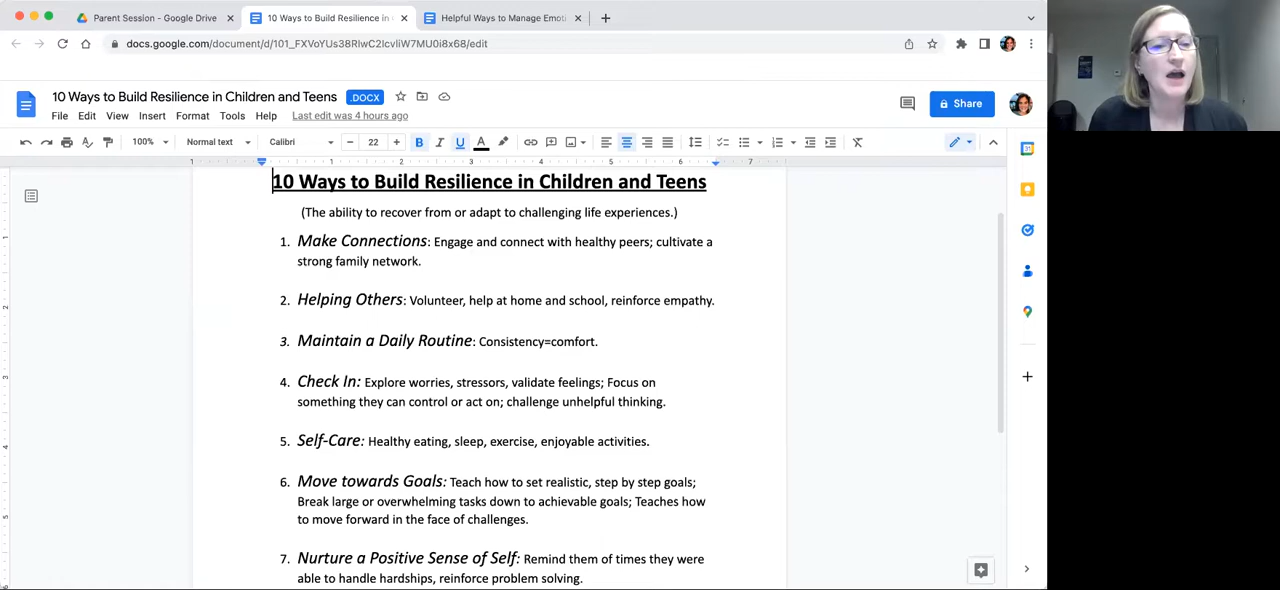 Parent Session - Google Drive
10 Ways to Build Resilience in
Helpful Ways to Manage Emoti
docs.google.com/document/d/101_FXVoYUs38RlwC2lcvliW7MU0i8x68/edit
10 Ways to Build Resilience in Children and Teens .DOCX
File Edit View Insert Format Tools Help Last edit was 4 hours ago
Share
100% Normal text Calibri 22 B I U A
1 1 2 3 4 5 6 7
10 Ways to Build Resilience in Children and Teens
(The ability to recover from or adapt to challenging life experiences.)
1. Make Connections: Engage and connect with healthy peers; cultivate a
strong family network.
2. Helping Others: Volunteer, help at home and school, reinforce empathy.
3. Maintain a Daily Routine: Consistency=comfort.
4. Check In: Explore worries, stressors, validate feelings; Focus on
something they can control or act on; challenge unhelpful thinking.
5. Self-Care: Healthy eating, sleep, exercise, enjoyable activities.
6. Move towards Goals: Teach how to set realistic, step by step goals;
Break large or overwhelming tasks down to achievable goals; Teaches how
to move forward in the face of challenges.
7. Nurture a Positive Sense of Self: Remind them of times they were
able to handle hardships, reinforce problem solving.